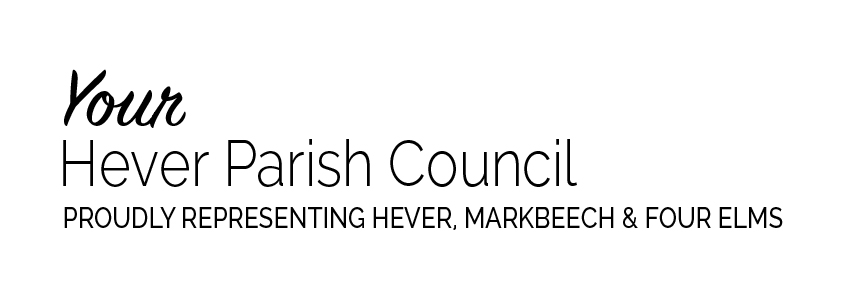 Your
Hever Parish Council
PROUDLY REPRESENTING HEVER, MARKBEECH & FOUR ELMS